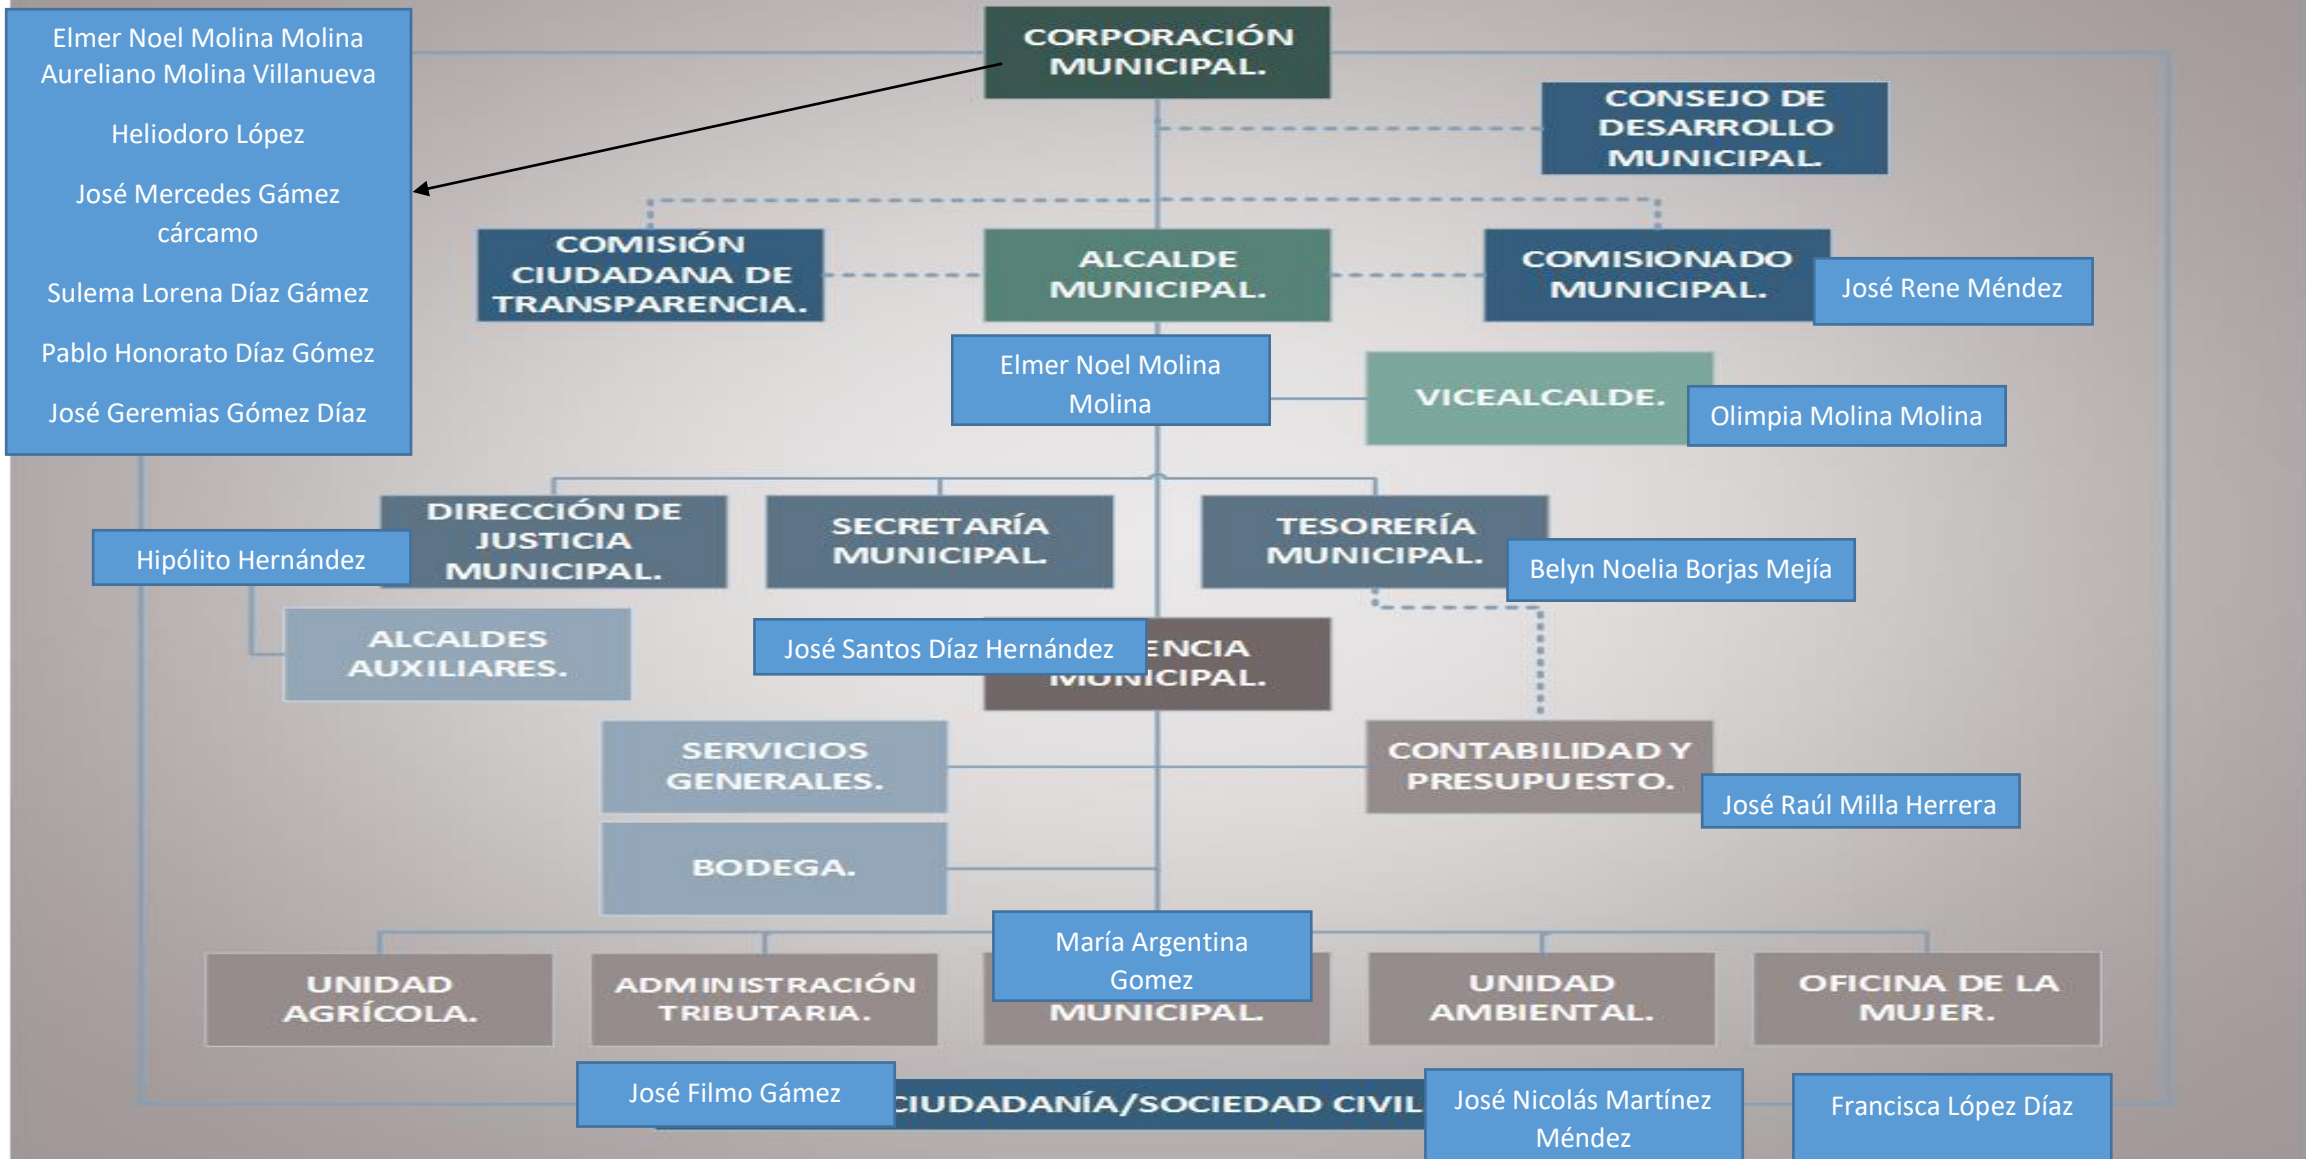 Elmer Noel Molina Molina
Aureliano Molina Villanueva
Heliodoro López
José Mercedes Gámez
cárcamo
Sulema Lorena Díaz Gámez
Pablo Honorato Díaz Gómez
José Geremias Gómez Díaz
CORPORACIÓN
MUNICIPAL.
CONSEJO DE
DESARROLLO
MUNICIPAL.
COMISIÓN
CIUDADANA DE
TRANSPARENCIA.
ALCALDE
MUNICIPAL.
COMISIONADO
MUNICIPAL.
José Rene Méndez
Elmer Noel Molina
Molina
VICEALCALDE.
Olimpia Molina Molina
Hipólito Hernández
DIRECCIÓN DE
JUSTICIA
MUNICIPAL.
SECRETARÍA
MUNICIPAL.
TESORERÍA
MUNICIPAL.
Belyn Noelia Borjas Mejía
ALCALDES
AUXILIARES.
José Santos Díaz Hernández
ENCIA
MUNICIPAL.
SERVICIOS
GENERALES.
CONTABILIDAD Y
PRESUPUESTO.
José Raúl Milla Herrera
BODEGA.
María Argentina
Gomez
UNIDAD
AGRÍCOLA.
ADMINISTRACIÓN
TRIBUTARIA.
MUNICIPAL.
UNIDAD
AMBIENTAL.
OFICINA DE LA
MUJER.
José Filmo Gámez
CIUDADANÍA/SOCIEDAD CIVIL
José Nicolás Martínez
Méndez
Francisca López Díaz